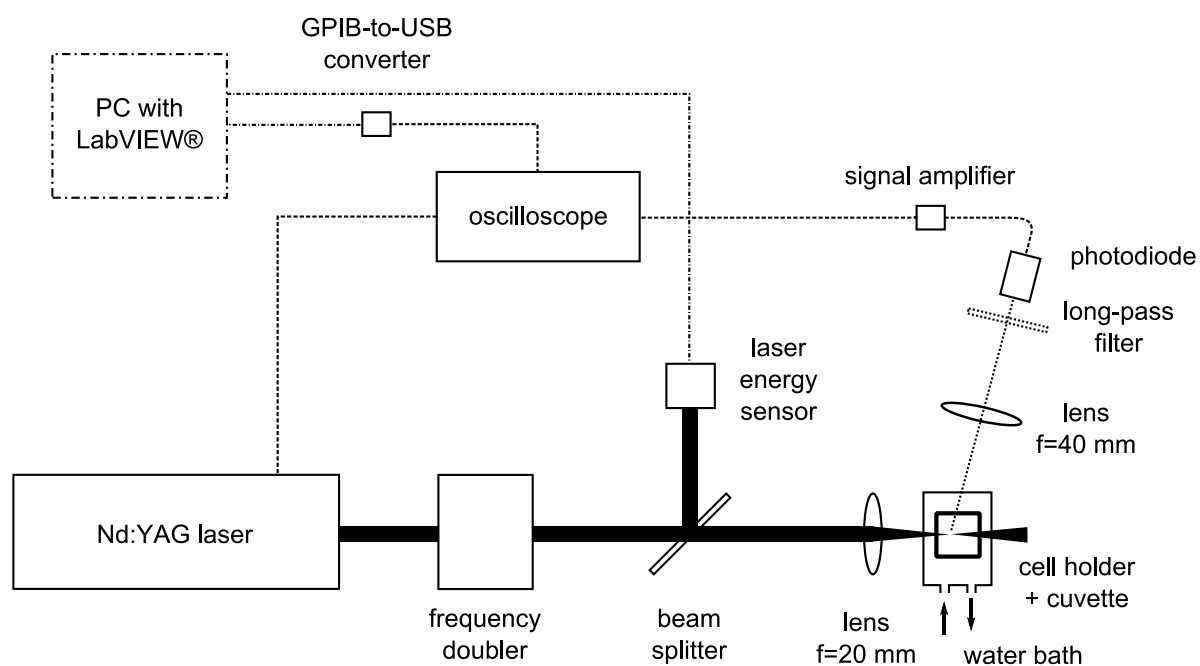 GPIB-to-USB
converter
PC with
LabVIEW®
oscilloscope
signal amplifier
photodiode
long-pass
filter
laser
energy
sensor
lens
f=40 mm
Nd:YAG laser
cell holder
+ cuvette
frequency
doubler
beam
splitter
lens
f=20 mm
water bath